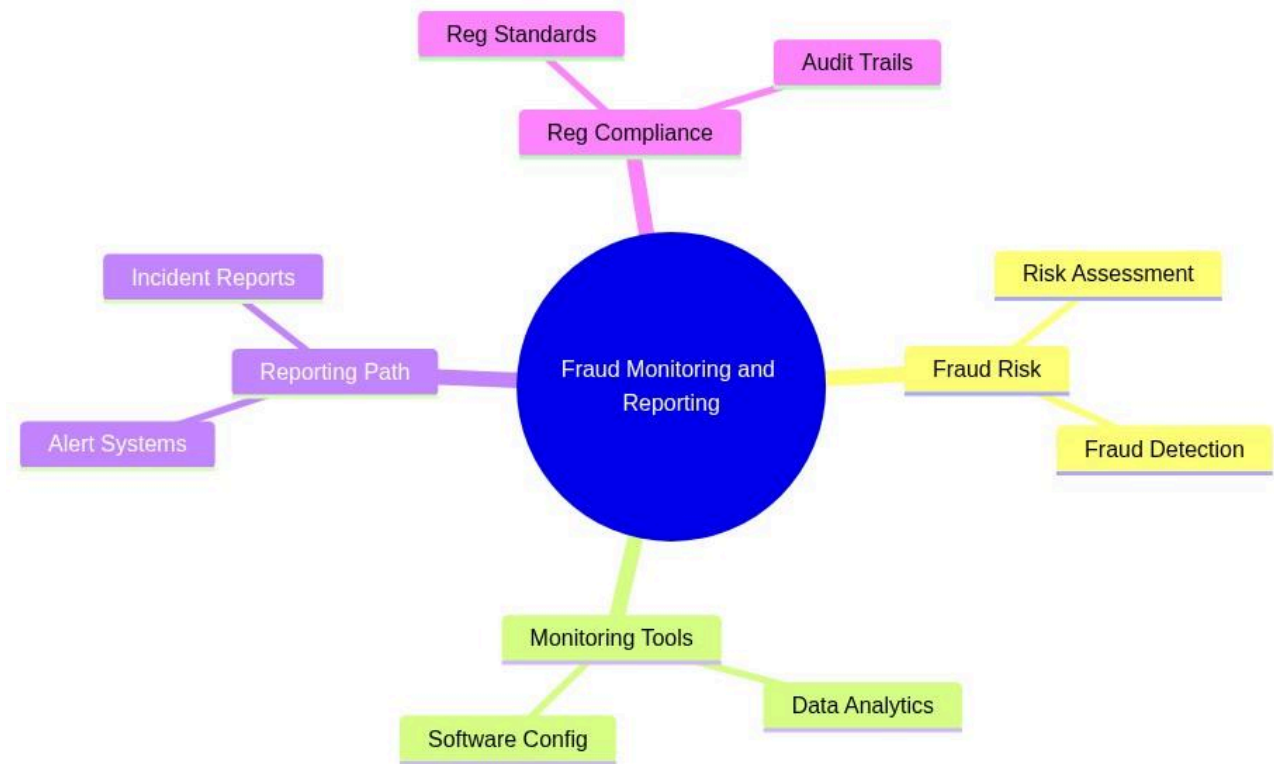 Reg Standards
Audit Trails
Reg Compliance
Incident Reports
Risk Assessment
Reporting Path
Fraud Monitoring and
Reporting
Fraud Risk
Alert Systems
Fraud Detection
Monitoring Tools
Data Analytics
Software Config